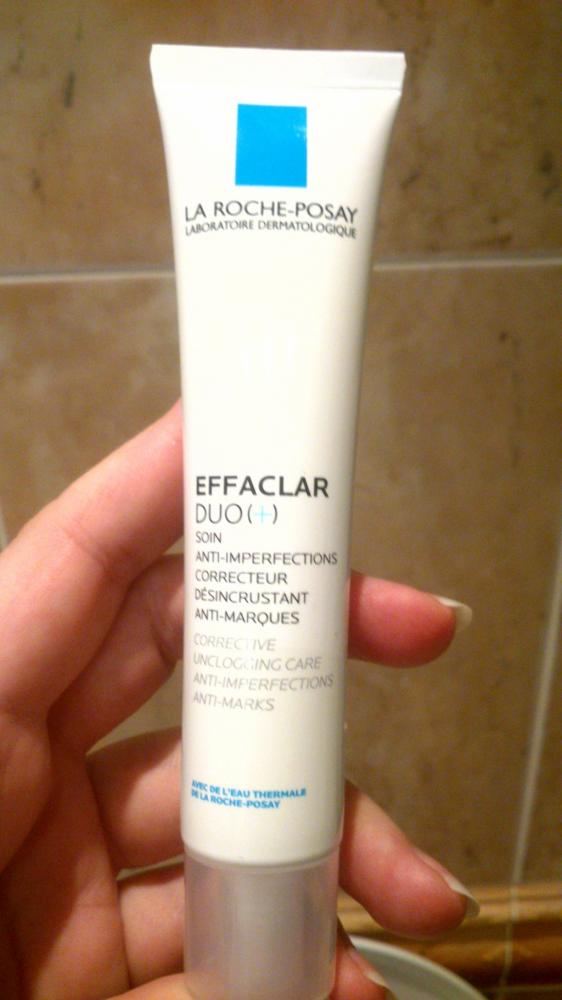 LA ROCHE-POSAY
LABORATOIRE DERMATOLOGIQUE
EFFACLAR
DUO(+)
SOIN
ANTI-IMPERFECTIONS
CORRECTEUR
DÉSINCRUSTANT
ANTI-MARQUES
CORRECTIVE
UNCLOGGING CARE
ANTI-IMPERFECTIONS
ANTI-MARKS
AVEC DE L'EAU THERMALE
DE LA ROCHE-POSAY